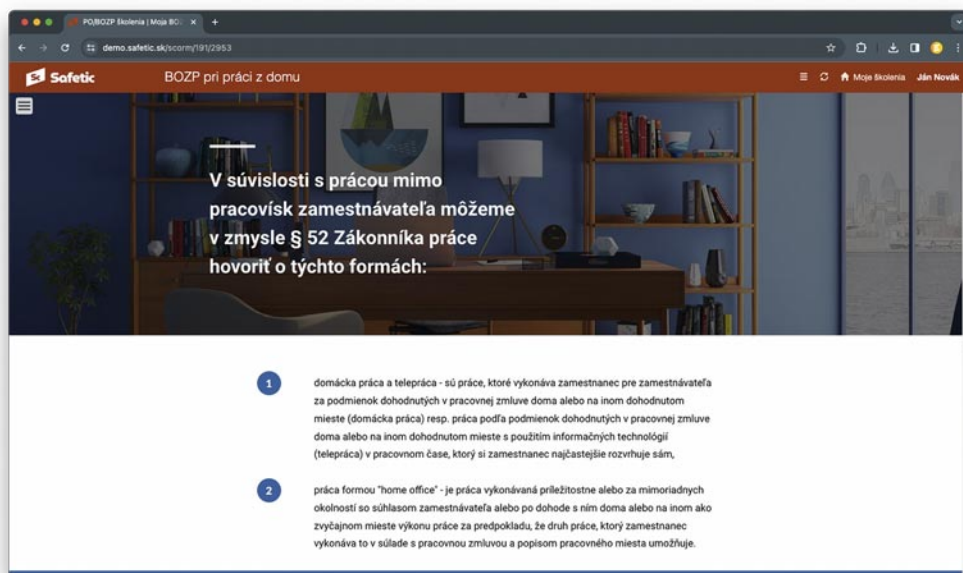 PO/BOZP školenia | Moja BOZ
demo.safetic.sk/scorm/191/2953
Safetic
BOZP pri práci z domu
Moje školenia
Ján Novák
V súvislosti s prácou mimo
pracovísk zamestnávateľa môžeme
v zmysle § 52 Zákonníka práce
hovoriť o týchto formách:
1
domácka práca a telepráca - sú práce, ktoré vykonáva zamestnanec pre zamestnávateľa
za podmienok dohodnutých v pracovnej zmluve doma alebo na inom dohodnutom
mieste (domácka práca) resp. práca podľa podmienok dohodnutých v pracovnej zmluve
doma alebo na inom dohodnutom mieste s použitím informačných technológií
(telepráca) v pracovnom čase, ktorý si zamestnanec najčastejšie rozvrhuje sám,
2
práca formou "home office" - je práca vykonávaná príležitostne alebo za mimoriadnych
okolností so súhlasom zamestnávateľa alebo po dohode s ním doma alebo na inom ako
zvyčajnom mieste výkonu práce za predpokladu, že druh práce, ktorý zamestnanec
vykonáva to v súlade s pracovnou zmluvou a popisom pracovného miesta umožňuje.